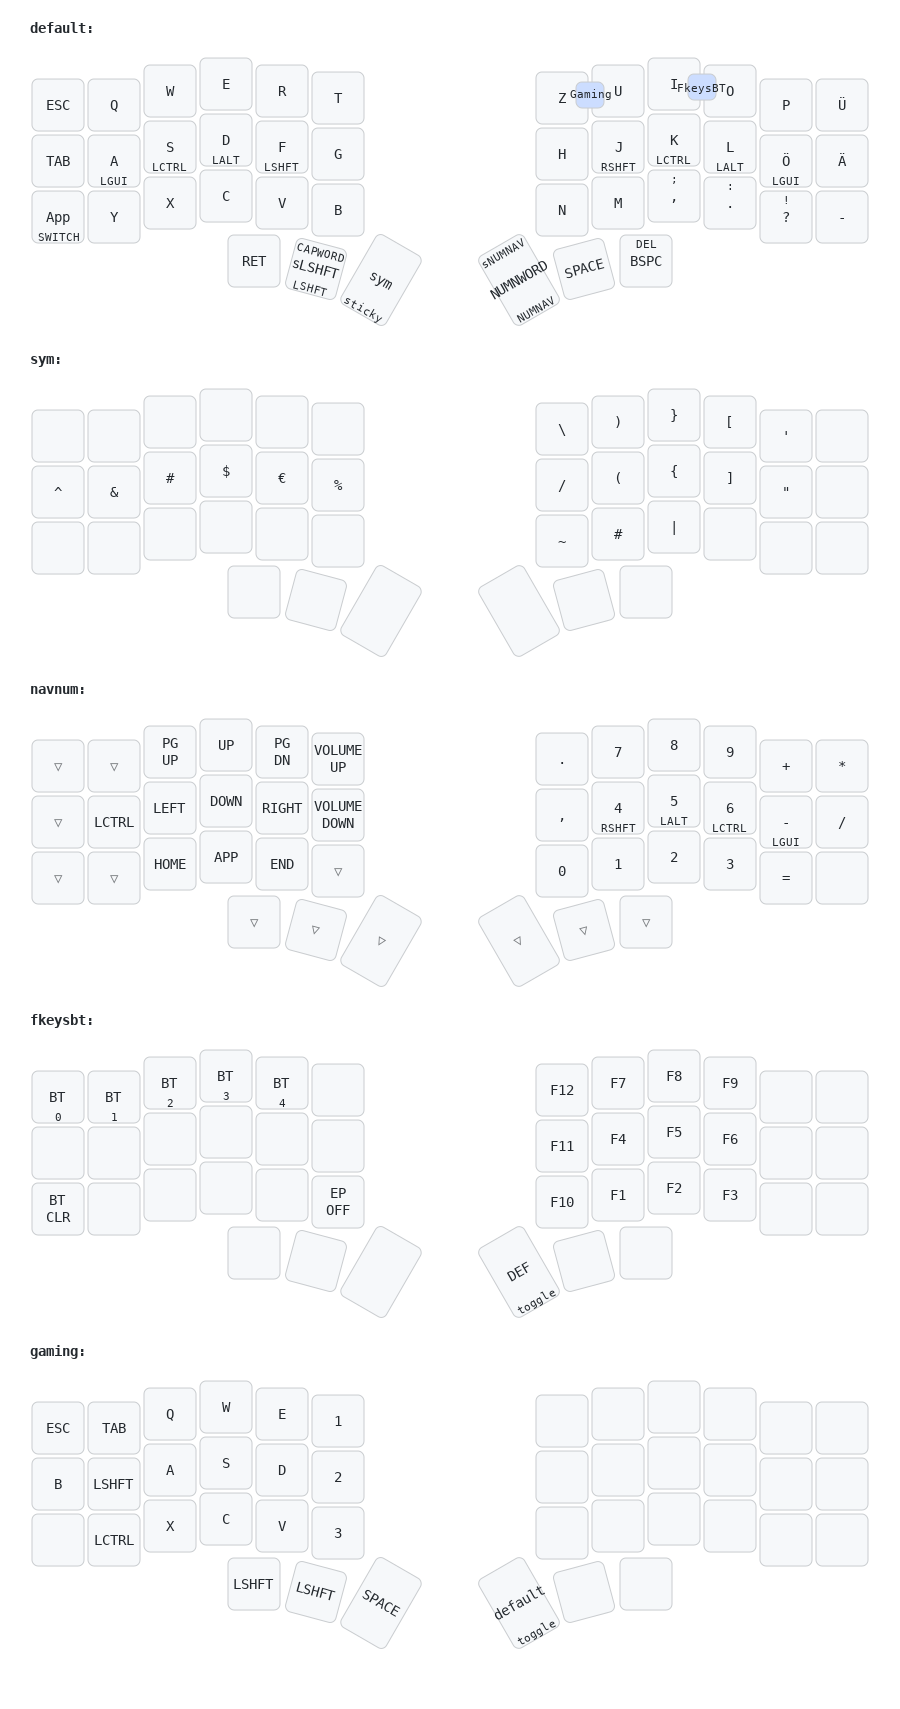 default:
ESC Q W E R T Z Gaming U I FkeysBT O P Ü
TAB A LGUI S LCTRL D LALT F LSHFT G H J RSHFT K LCTRL L LALT Ö LGUI Ä
App SWITCH Y X C V B N M ; , : . ! ? -
RET CAPWORD sLSHFT LSHFT sym sticky sNUMNAV NUMNWORD NUMNAV SPACE DEL BSPC
sym:
\ ) } [ '
^ & # $ € % / ( { ] "
~ # |
navnum:
▽ ▽ PG UP UP PG DN VOLUME UP . 7 8 9 + *
▽ LCTRL LEFT DOWN RIGHT VOLUME DOWN , 4 RSHFT 5 LALT 6 LCTRL - LGUI /
▽ ▽ HOME APP END ▽ 0 1 2 3 =
▽ ▽ ▽ ▽ ▽ ▽
fkeysbt:
BT 0 BT 1 BT 2 BT 3 BT 4 F12 F7 F8 F9
F11 F4 F5 F6
BT CLR EP OFF F10 F1 F2 F3
DEF toggle
gaming:
ESC TAB Q W E 1
B LSHFT A S D 2
LCTRL X C V 3
LSHFT LSHFT SPACE default toggle